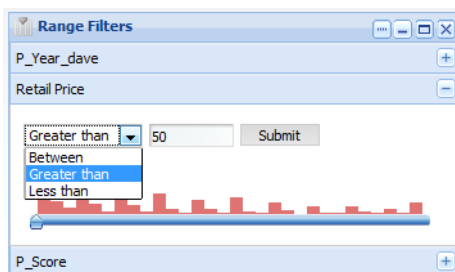 Range Filters
P_Year_dave
Retail Price
Greater than 50 Submit
Between
Greater than
Less than
P_Score